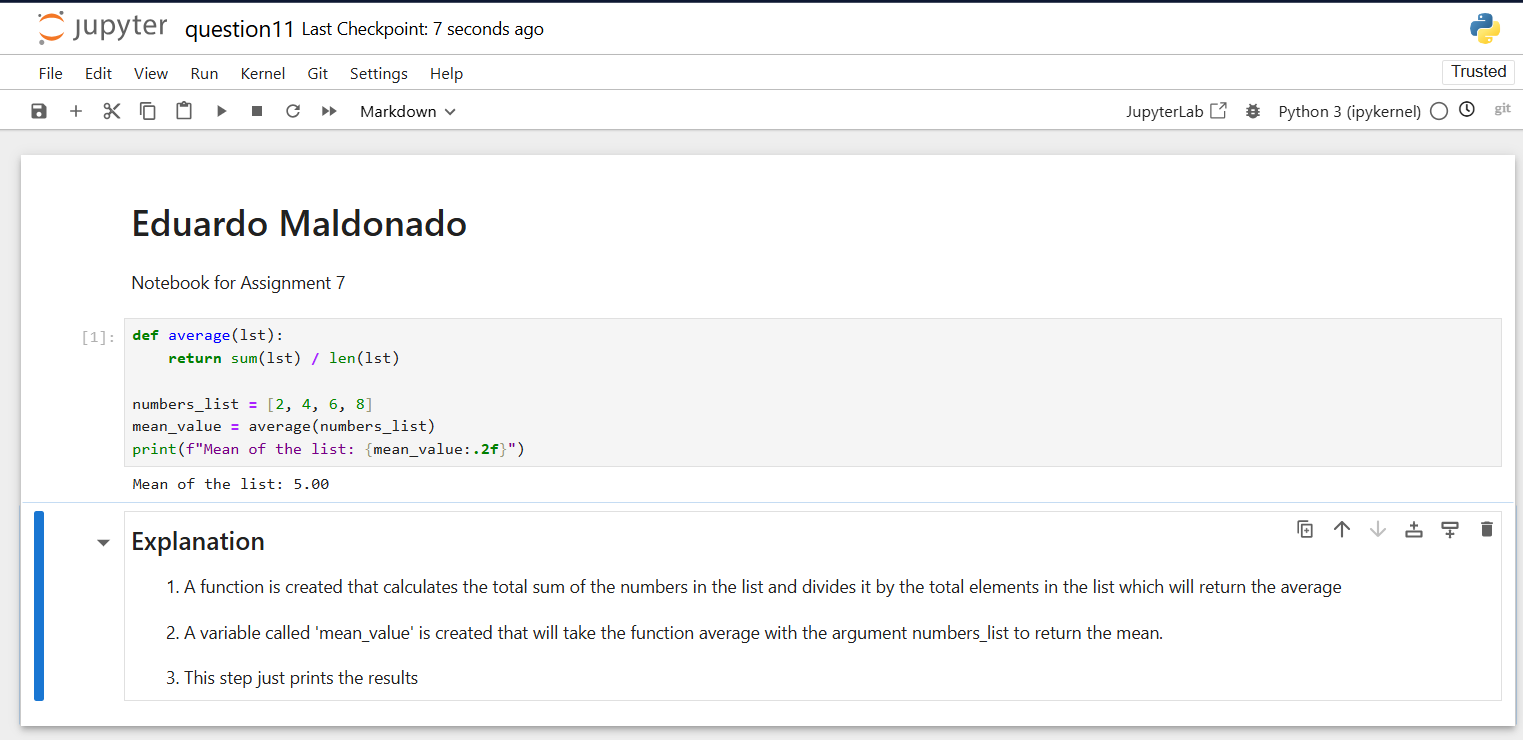 jupyter question11 Last Checkpoint: 7 seconds ago
File Edit View Run Kernel Git Settings Help Trusted
Markdown JupyterLab Python 3 (ipykernel) git
Eduardo Maldonado
Notebook for Assignment 7
[1]: def average(lst):
    return sum(lst) / len(lst)
numbers_list = [2, 4, 6, 8]
mean_value = average(numbers_list)
print(f"Mean of the list: {mean_value:.2f}")
Mean of the list: 5.00
Explanation
1. A function is created that calculates the total sum of the numbers in the list and divides it by the total elements in the list which will return the average
2. A variable called 'mean_value' is created that will take the function average with the argument numbers_list to return the mean.
3. This step just prints the results